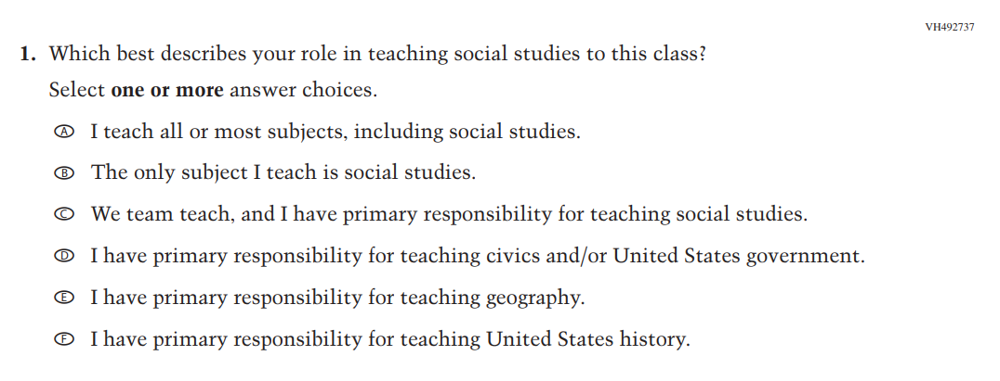 VH492737
1. Which best describes your role in teaching social studies to this class?
Select one or more answer choices.
A I teach all or most subjects, including social studies.
B The only subject I teach is social studies.
C We team teach, and I have primary responsibility for teaching social studies.
D I have primary responsibility for teaching civics and/or United States government.
E I have primary responsibility for teaching geography.
F I have primary responsibility for teaching United States history.